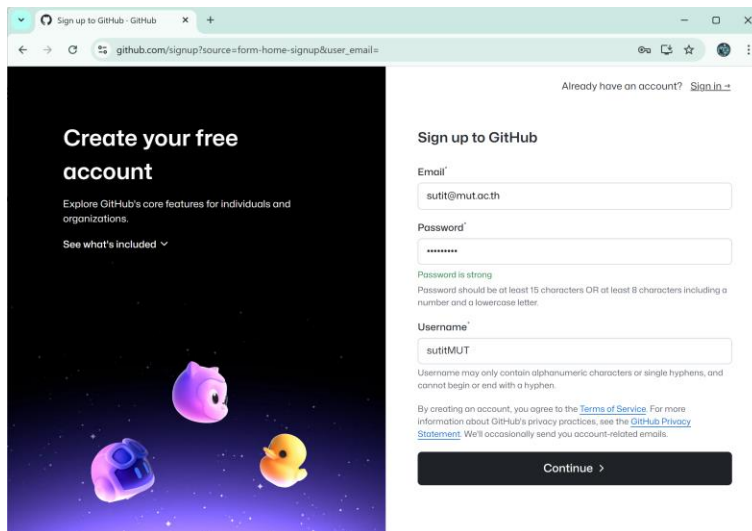 Sign up to GitHub · GitHub
github.com/signup?source=form-home-signup&user_email=
Already have an account? Sign in →
Create your free
account
Explore GitHub's core features for individuals and
organizations.
See what's included
Sign up to GitHub
Email*
sutit@mut.ac.th
Password*
•••••••••
Password is strong
Password should be at least 15 characters OR at least 8 characters including a
number and a lowercase letter.
Username*
sutitMUT
Username may only contain alphanumeric characters or single hyphens, and
cannot begin or end with a hyphen.
By creating an account, you agree to the Terms of Service. For more
information about GitHub's privacy practices, see the GitHub Privacy
Statement. We'll occasionally send you account-related emails.
Continue >